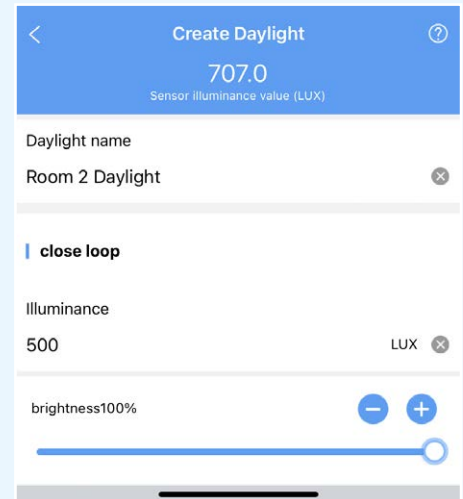 Create Daylight
707.0
Sensor illuminance value (LUX)
Daylight name
Room 2 Daylight
close loop
Illuminance
500 LUX
brightness100%